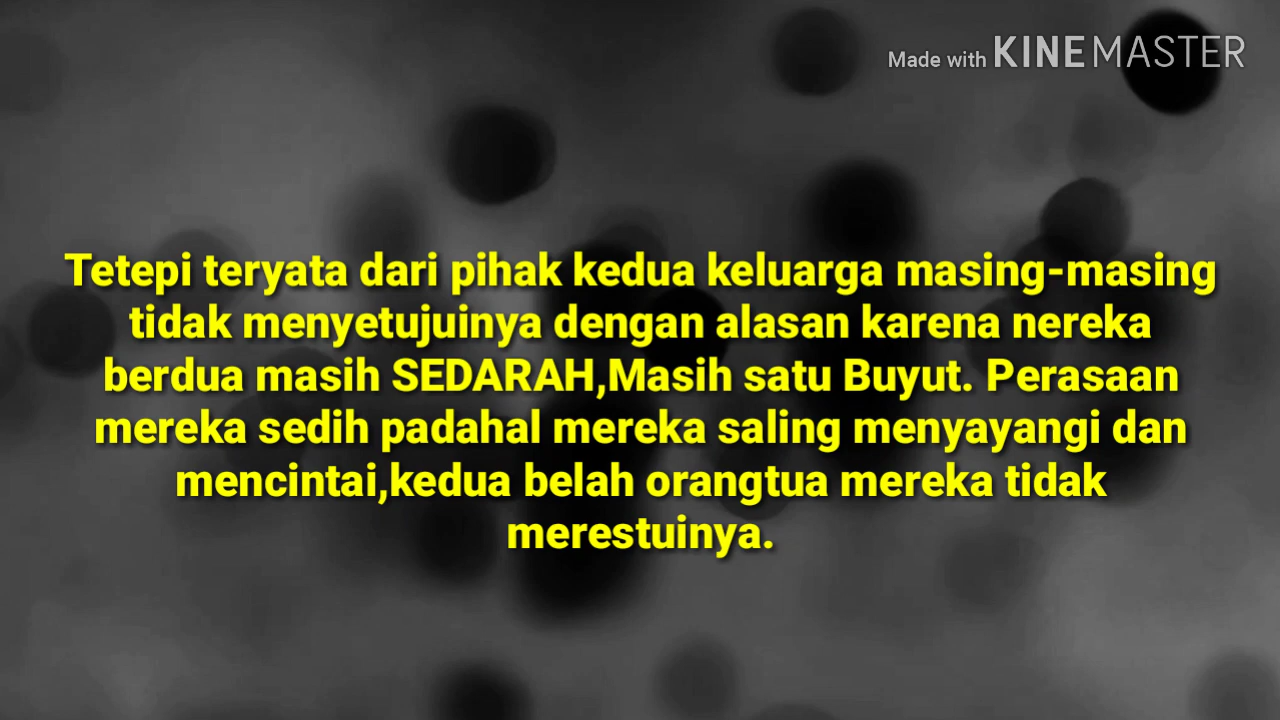 Made with KINEMASTER
Tetepi teryata dari pihak kedua keluarga masing-masing
tidak menyetujuinya dengan alasan karena nereka
berdua masih SEDARAH,Masih satu Buyut. Perasaan
mereka sedih padahal mereka saling menyayangi dan
mencintai,kedua belah orangtua mereka tidak
merestuinya.